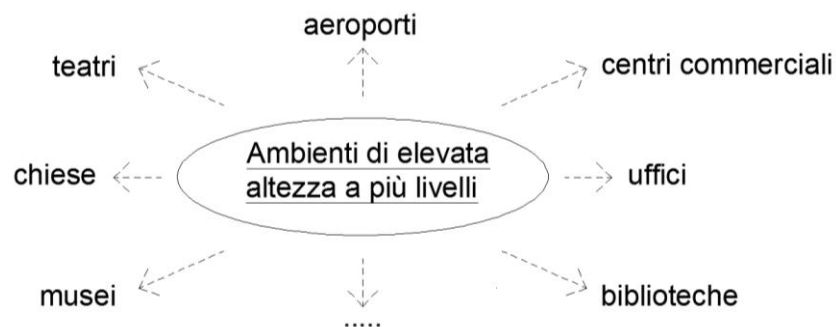 aeroporti
teatri
centri commerciali
Ambienti di elevata
altezza a più livelli
chiese
uffici
musei
biblioteche
.....